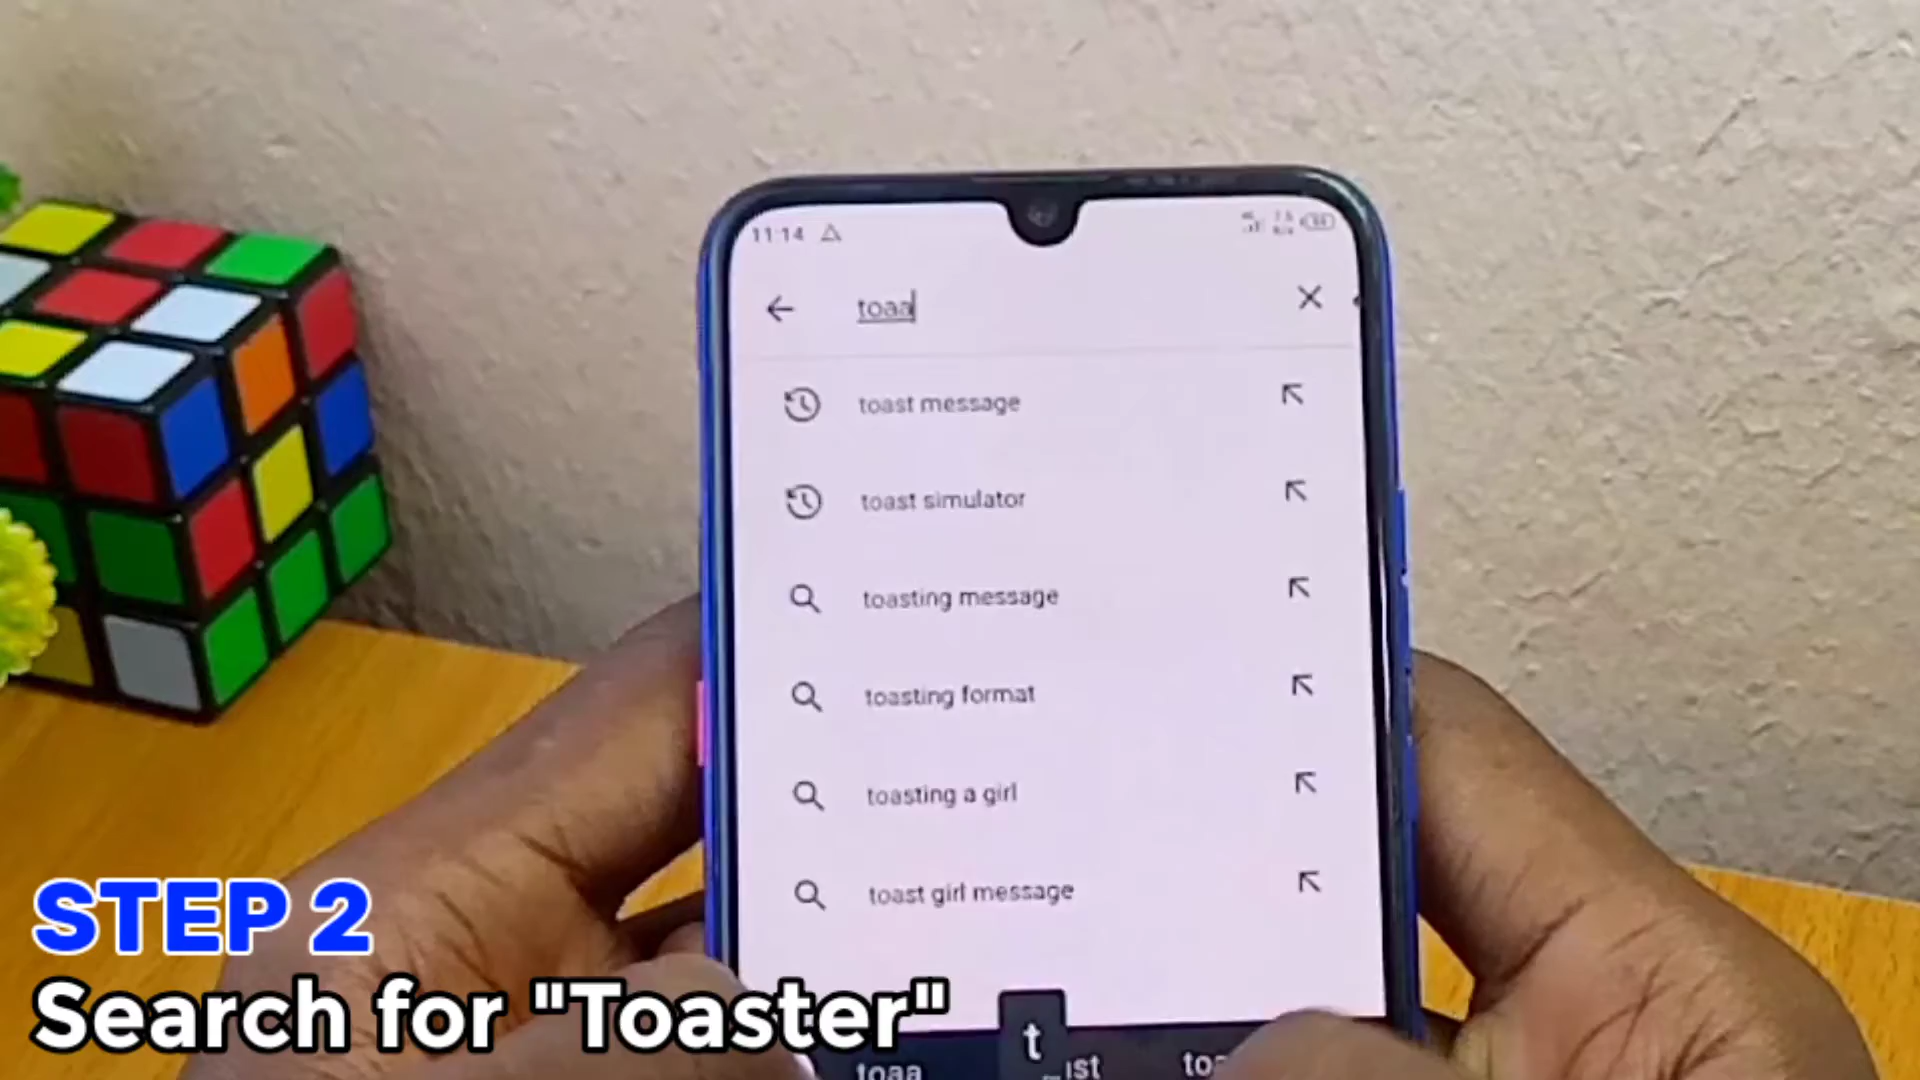 11:14
toaa
toast message
toast simulator
toasting message
toasting format
toasting a girl
toast girl message
STEP 2
Search for "Toaster"
t
toaa